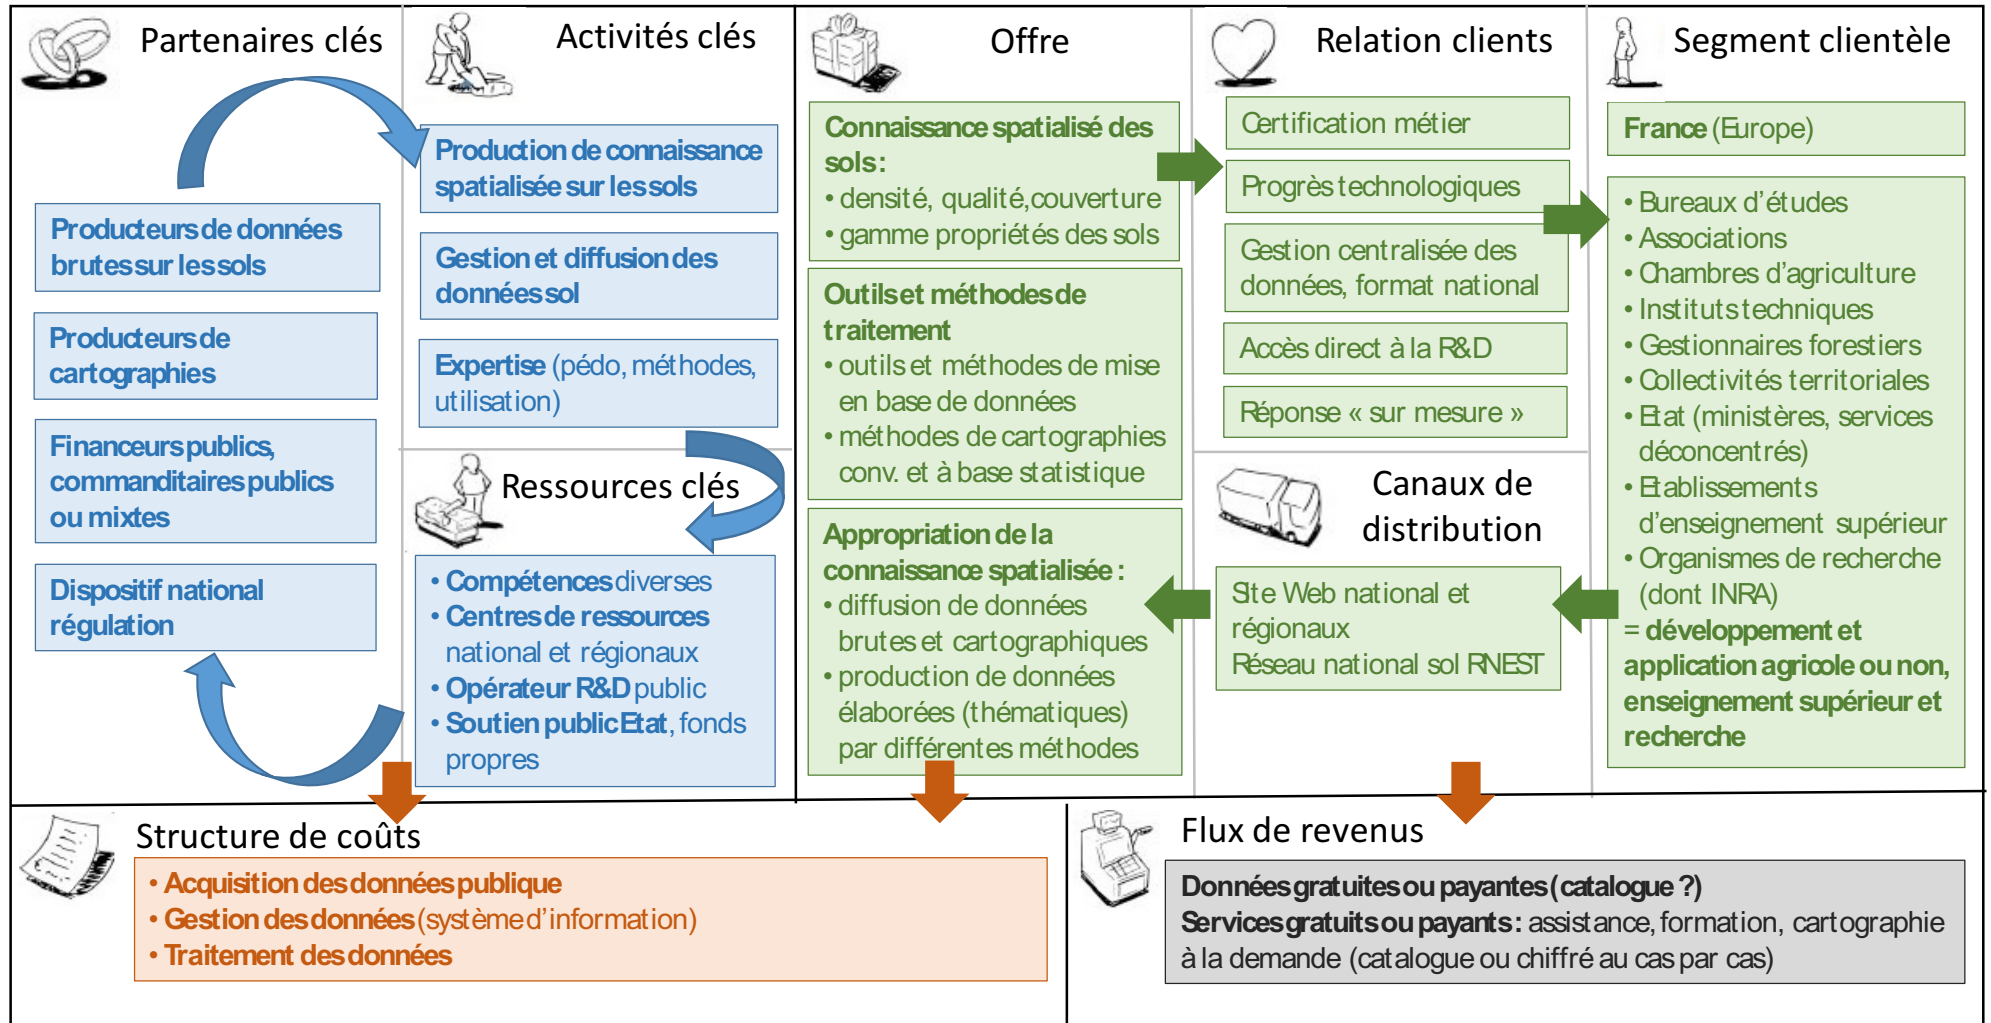 Partenaires clés
Producteurs de données
brutes sur les sols
Producteurs de
cartographies
Financeurs publics,
commanditaires publics
ou mixtes
Dispositif national
régulation
Activités clés
Production de connaissance
spatialisée sur les sols
Gestion et diffusion des
données sol
Expertise (pédo, méthodes,
utilisation)
Ressources clés
• Compétences diverses
• Centres de ressources
national et régionaux
• Opérateur R&D public
• Soutien public Etat, fonds
propres
Offre
Connaissance spatialisé des
sols :
• densité, qualité,couverture
• gamme propriétés des sols
Outils et méthodes de
traitement
• outils et méthodes de mise
en base de données
• méthodes de cartographies
conv. et à base statistique
Appropriation de la
connaissance spatialisée :
• diffusion de données
brutes et cartographiques
• production de données
élaborées (thématiques)
par différentes méthodes
Relation clients
Certification métier
Progrès technologiques
Gestion centralisée des
données, format national
Accès direct à la R&D
Réponse « sur mesure »
Canaux de
distribution
Site Web national et
régionaux
Réseau national sol RNEST
Segment clientèle
France (Europe)
• Bureaux d’études
• Associations
• Chambres d’agriculture
• Instituts techniques
• Gestionnaires forestiers
• Collectivités territoriales
• Etat (ministères, services
déconcentrés)
• Etablissements
d’enseignement supérieur
• Organismes de recherche
(dont INRA)
= développement et
application agricole ou non,
enseignement supérieur et
recherche
Structure de coûts
• Acquisition des données publique
• Gestion des données (système d’information)
• Traitement des données
Flux de revenus
Données gratuites ou payantes (catalogue ?)
Services gratuits ou payants : assistance, formation, cartographie
à la demande (catalogue ou chiffré au cas par cas)